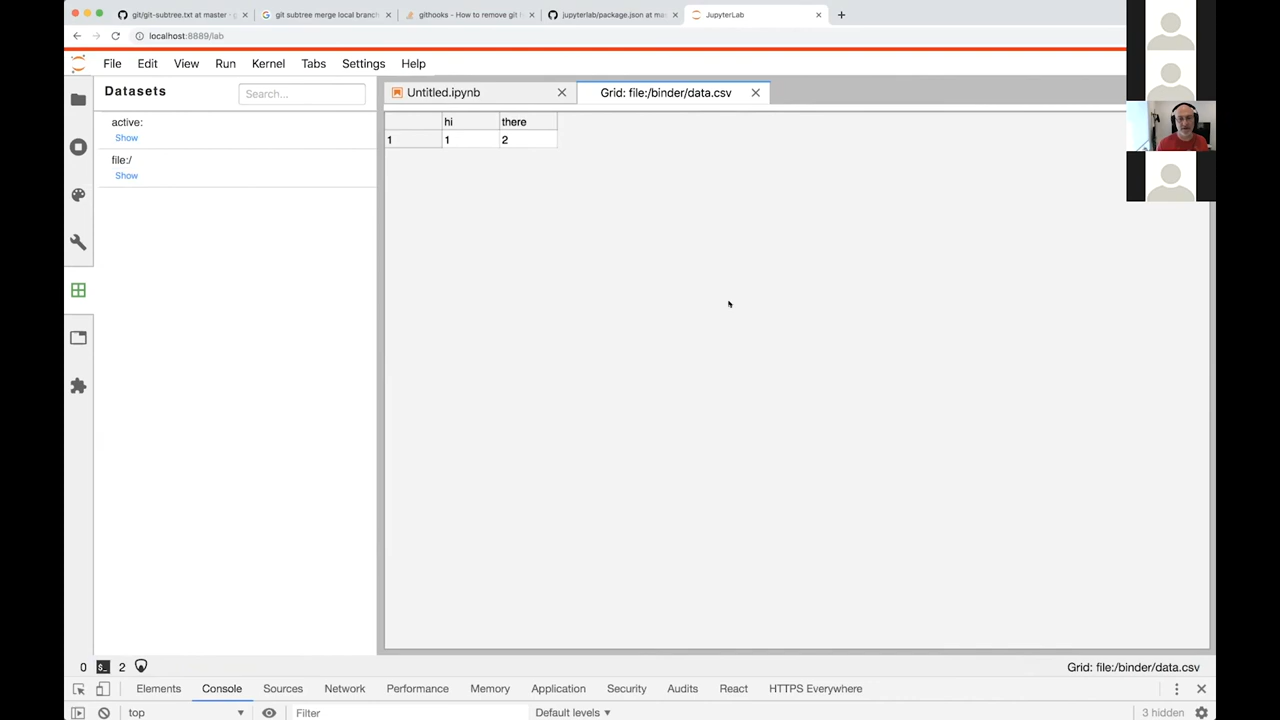 git/git-subtree.txt at master · g
git subtree merge local branch
githooks - How to remove git
jupyterlab/package.json at mas
JupyterLab
localhost:8889/lab
File Edit View Run Kernel Tabs Settings Help
Datasets
Search...
Untitled.ipynb
Grid: file:/binder/data.csv
active:
Show
file:/
Show
hi there
1 1 2
0 $_ 2
Grid: file:/binder/data.csv
Elements Console Sources Network Performance Memory Application Security Audits React HTTPS Everywhere
top
Filter
Default levels
3 hidden